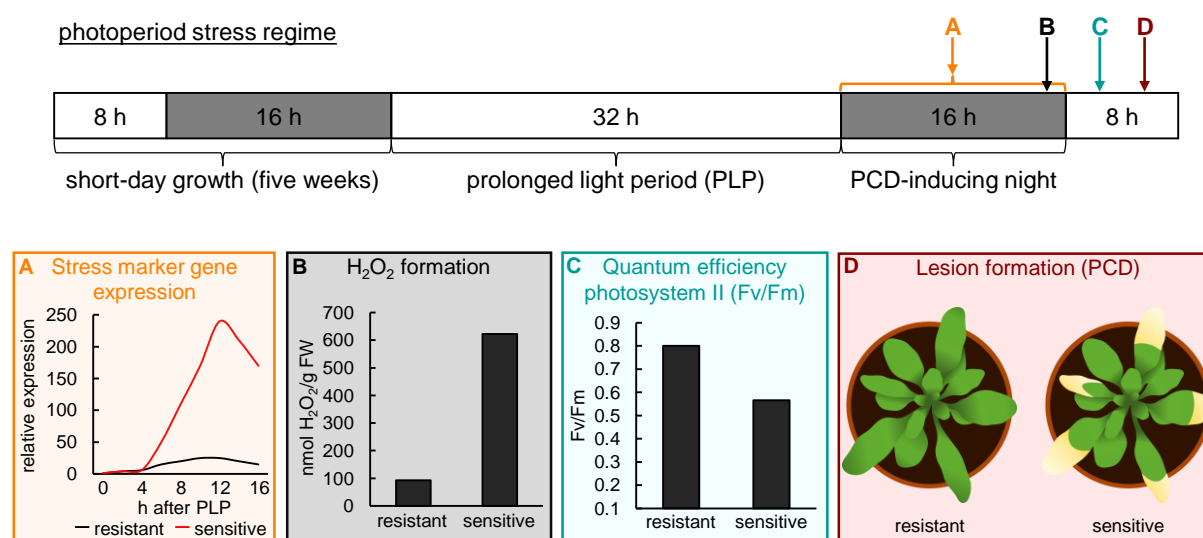 photoperiod stress regime
A
B
C
D
8 h
16 h
32 h
16 h
8 h
short-day growth (five weeks)
prolonged light period (PLP)
PCD-inducing night
A Stress marker gene
expression
250
200
150
100
50
0
relative expression
0 4 8 12 16
h after PLP
resistant sensitive
B H₂O₂ formation
700
600
500
400
300
200
100
0
nmol H₂O₂/g FW
resistant sensitive
C Quantum efficiency
photosystem II (Fv/Fm)
0.9
0.8
0.7
0.6
0.5
0.4
0.3
0.2
0.1
Fv/Fm
resistant sensitive
D Lesion formation (PCD)
resistant sensitive